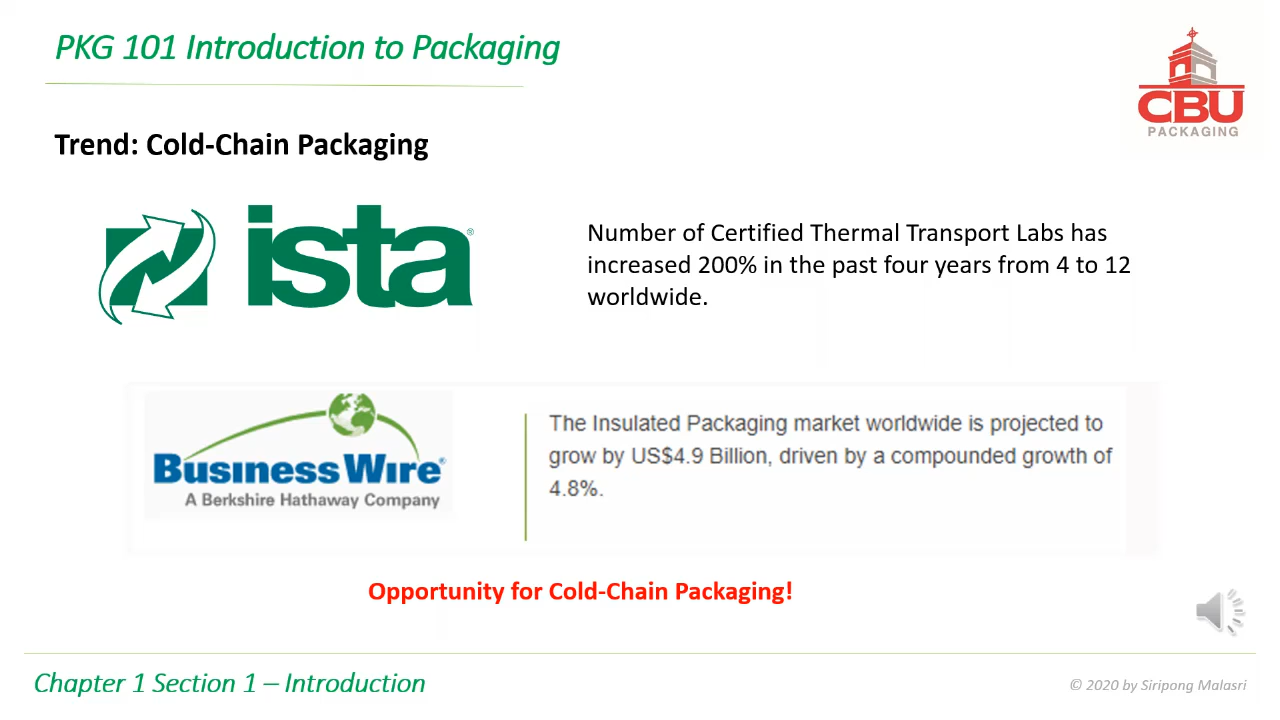 PKG 101 Introduction to Packaging
CBU
PACKAGING
Trend: Cold-Chain Packaging
ista®
Number of Certified Thermal Transport Labs has
increased 200% in the past four years from 4 to 12
worldwide.
BusinessWire®
A Berkshire Hathaway Company
The Insulated Packaging market worldwide is projected to
grow by US$4.9 Billion, driven by a compounded growth of
4.8%.
Opportunity for Cold-Chain Packaging!
Chapter 1 Section 1 – Introduction
© 2020 by Siripong Malasri